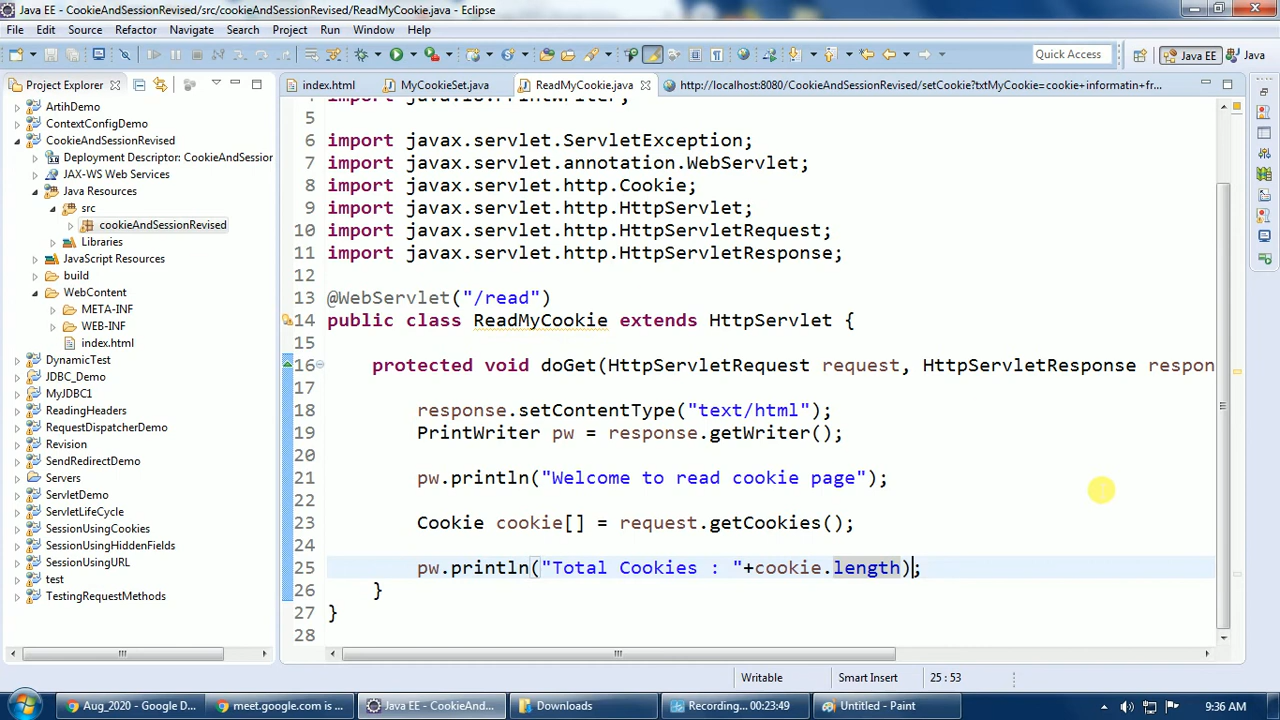 Java EE - CookieAndSessionRevised/src/cookieAndSessionRevised/ReadMyCookie.java - Eclipse
File Edit Source Refactor Navigate Search Project Run Window Help
Quick Access
Java EE
Java
Project Explorer
index.html
MyCookieSet.java
ReadMyCookie.java
http://localhost:8080/CookieAndSessionRevised/setCookie?txtMyCookie=cookie+informatin+fr...
ArtihDemo
ContextConfigDemo
CookieAndSessionRevised
Deployment Descriptor: CookieAndSession
JAX-WS Web Services
Java Resources
src
cookieAndSessionRevised
Libraries
JavaScript Resources
build
WebContent
META-INF
WEB-INF
index.html
DynamicTest
JDBC_Demo
MyJDBC1
ReadingHeaders
RequestDispatcherDemo
Revision
SendRedirectDemo
Servers
ServletDemo
ServletLifeCycle
SessionUsingCookies
SessionUsingHiddenFields
SessionUsingURL
test
TestingRequestMethods
4 import java.io.PrintWriter;
5
6 import javax.servlet.ServletException;
7 import javax.servlet.annotation.WebServlet;
8 import javax.servlet.http.Cookie;
9 import javax.servlet.http.HttpServlet;
10 import javax.servlet.http.HttpServletRequest;
11 import javax.servlet.http.HttpServletResponse;
12
13 @WebServlet("/read")
14 public class ReadMyCookie extends HttpServlet {
15
16 protected void doGet(HttpServletRequest request, HttpServletResponse respon
17
18 response.setContentType("text/html");
19 PrintWriter pw = response.getWriter();
20
21 pw.println("Welcome to read cookie page");
22
23 Cookie cookie[] = request.getCookies();
24
25 pw.println("Total Cookies : "+cookie.length);
26 }
27 }
28
Writable Smart Insert 25 : 53
Aug_2020 - Google D...
meet.google.com is ...
Java EE - CookieAnd...
Downloads
Recording... 00:23:49
Untitled - Paint
9:36 AM